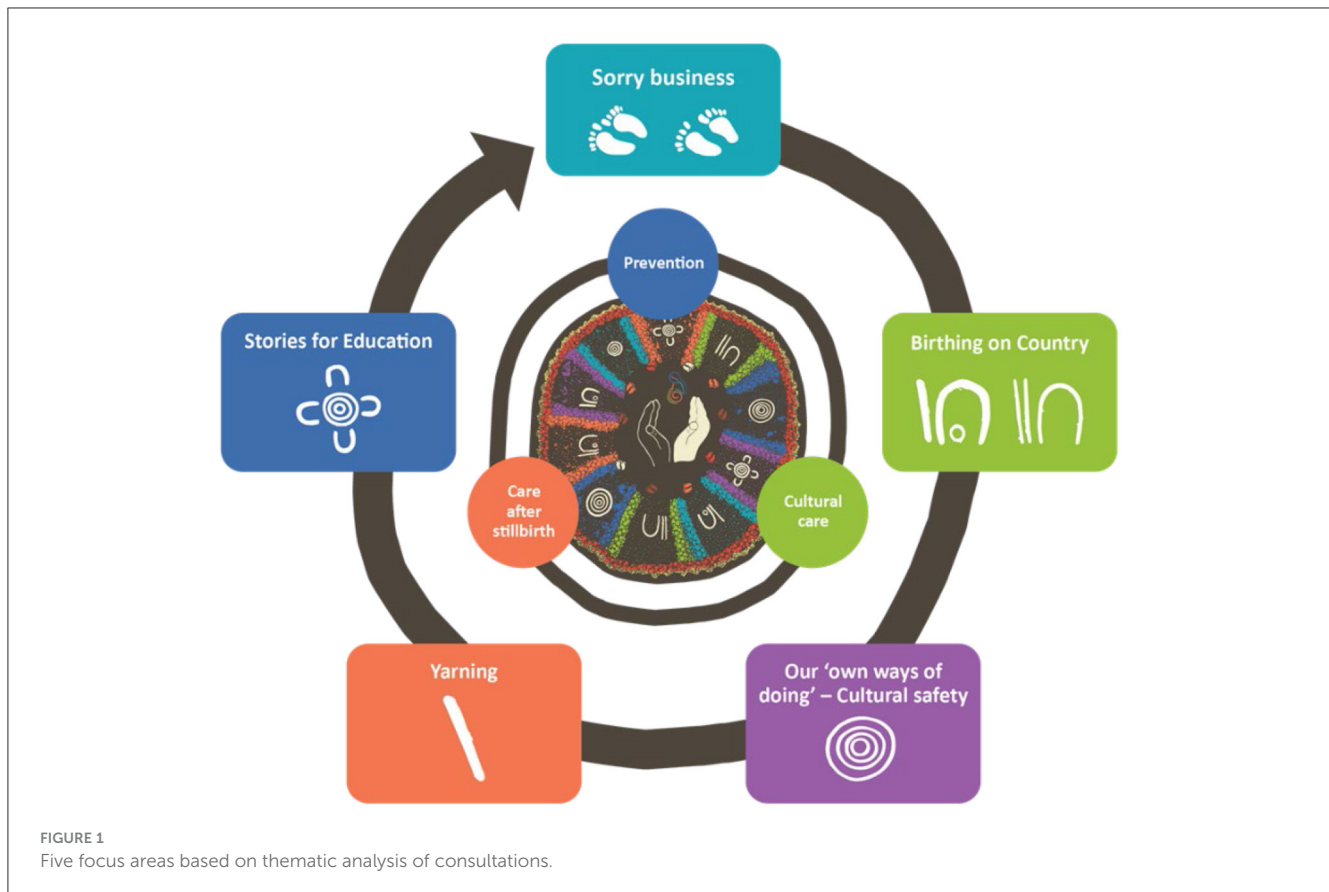 Sorry business
Prevention
Stories for Education
Birthing on Country
Care
after
stillbirth
Cultural
care
Yarning
Our ‘own ways of
doing’ – Cultural safety
FIGURE 1
Five focus areas based on thematic analysis of consultations.